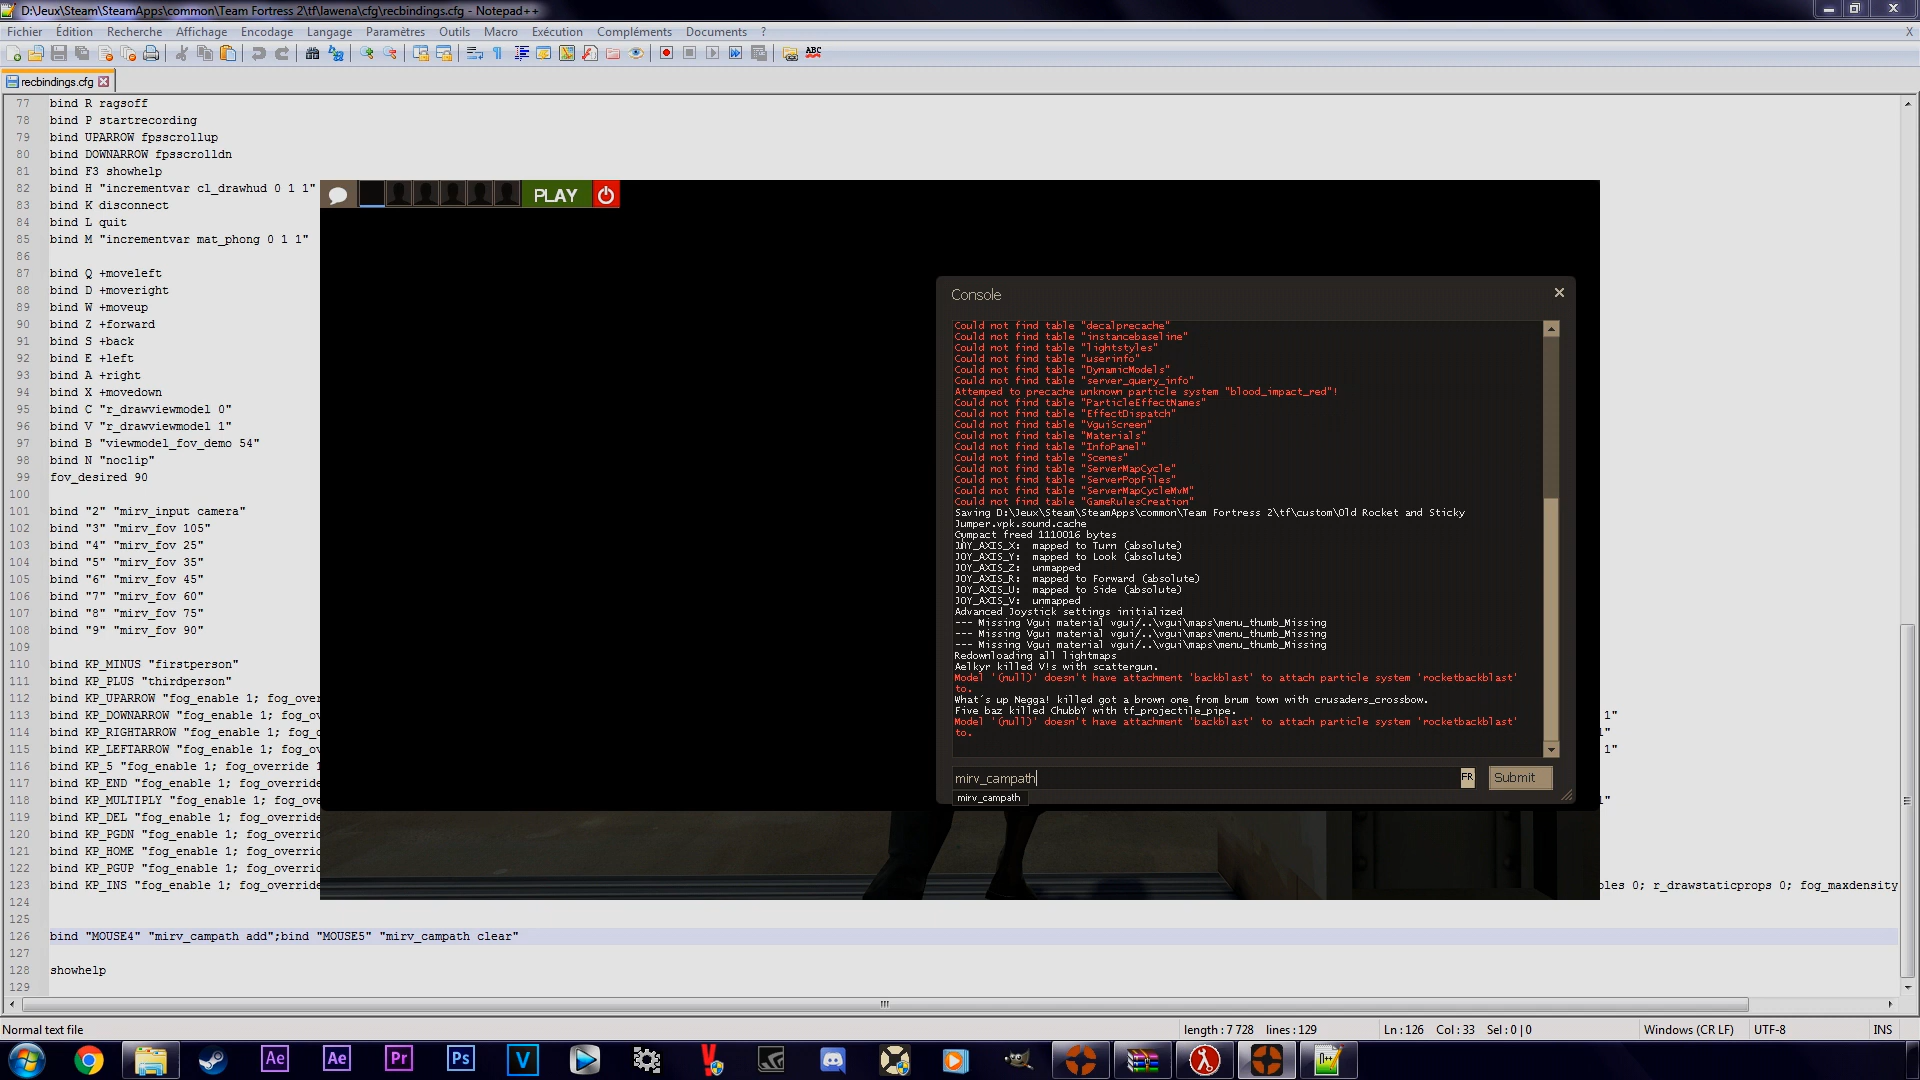 D:\Jeux\Steam\SteamApps\common\Team Fortress 2\tf\lawena\cfg\recbindings.cfg - Notepad++
Fichier Édition Recherche Affichage Encodage Langage Paramètres Outils Macro Exécution Compléments Documents ? X
recbindings.cfg
77 bind R ragsoff
78 bind P startrecording
79 bind UPARROW fpsscrollup
80 bind DOWNARROW fpsscrolldn
81 bind F3 showhelp
82 bind H "incrementvar cl_drawhud 0 1 1"
83 bind K disconnect
84 bind L quit
85 bind M "incrementvar mat_phong 0 1 1"
86
87 bind Q +moveleft
88 bind D +moveright
89 bind W +moveup
90 bind Z +forward
91 bind S +back
92 bind E +left
93 bind A +right
94 bind X +movedown
95 bind C "r_drawviewmodel 0"
96 bind V "r_drawviewmodel 1"
97 bind B "viewmodel_fov_demo 54"
98 bind N "noclip"
99 fov_desired 90
100
101 bind "2" "mirv_input camera"
102 bind "3" "mirv_fov 105"
103 bind "4" "mirv_fov 25"
104 bind "5" "mirv_fov 35"
105 bind "6" "mirv_fov 45"
106 bind "7" "mirv_fov 60"
107 bind "8" "mirv_fov 75"
108 bind "9" "mirv_fov 90"
109
110 bind KP_MINUS "firstperson"
111 bind KP_PLUS "thirdperson"
112 bind KP_UPARROW "fog_enable 1; fog_over
113 bind KP_DOWNARROW "fog_enable 1; fog_ov 1"
114 bind KP_RIGHTARROW "fog_enable 1; fog_ "
115 bind KP_LEFTARROW "fog_enable 1; fog_ov 1"
116 bind KP_5 "fog_enable 1; fog_override 1
117 bind KP_END "fog_enable 1; fog_override
118 bind KP_MULTIPLY "fog_enable 1; fog_ove "
119 bind KP_DEL "fog_enable 1; fog_override
120 bind KP_PGDN "fog_enable 1; fog_overrid
121 bind KP_HOME "fog_enable 1; fog_overrid
122 bind KP_PGUP "fog_enable 1; fog_overrid
123 bind KP_INS "fog_enable 1; fog_override les 0; r_drawstaticprops 0; fog_maxdensity
124
125
126 bind "MOUSE4" "mirv_campath add";bind "MOUSE5" "mirv_campath clear"
127
128 showhelp
129
PLAY
Console
Could not find table "decalprecache"
Could not find table "instancebaseline"
Could not find table "lightstyles"
Could not find table "userinfo"
Could not find table "DynamicModels"
Could not find table "server_query_info"
Attemped to precache unknown particle system "blood_impact_red"!
Could not find table "ParticleEffectNames"
Could not find table "EffectDispatch"
Could not find table "VguiScreen"
Could not find table "Materials"
Could not find table "InfoPanel"
Could not find table "Scenes"
Could not find table "ServerMapCycle"
Could not find table "ServerPopFiles"
Could not find table "ServerMapCycleMvM"
Could not find table "GameRulesCreation"
Saving D:\Jeux\Steam\SteamApps\common\Team Fortress 2\tf\custom\Old Rocket and Sticky
Jumper.vpk.sound.cache
Compact freed 1110016 bytes
JOY_AXIS_X: mapped to Turn (absolute)
JOY_AXIS_Y: mapped to Look (absolute)
JOY_AXIS_Z: unmapped
JOY_AXIS_R: mapped to Forward (absolute)
JOY_AXIS_U: mapped to Side (absolute)
JOY_AXIS_V: unmapped
Advanced Joystick settings initialized
--- Missing Vgui material vgui/..\vgui\maps\menu_thumb_Missing
--- Missing Vgui material vgui/..\vgui\maps\menu_thumb_Missing
--- Missing Vgui material vgui/..\vgui\maps\menu_thumb_Missing
Redownloading all lightmaps
Aelkyr killed V!s with scattergun.
Model '(null)' doesn't have attachment 'backblast' to attach particle system 'rocketbackblast'
to.
What's up Negga! killed got a brown one from brum town with crusaders_crossbow.
Five baz killed ChubbY with tf_projectile_pipe.
Model '(null)' doesn't have attachment 'backblast' to attach particle system 'rocketbackblast'
to.
mirv_campath FR Submit
mirv_campath
Normal text file length : 7 728 lines : 129 Ln : 126 Col : 33 Sel : 0 | 0 Windows (CR LF) UTF-8 INS
Ae Ae Pr Ps V